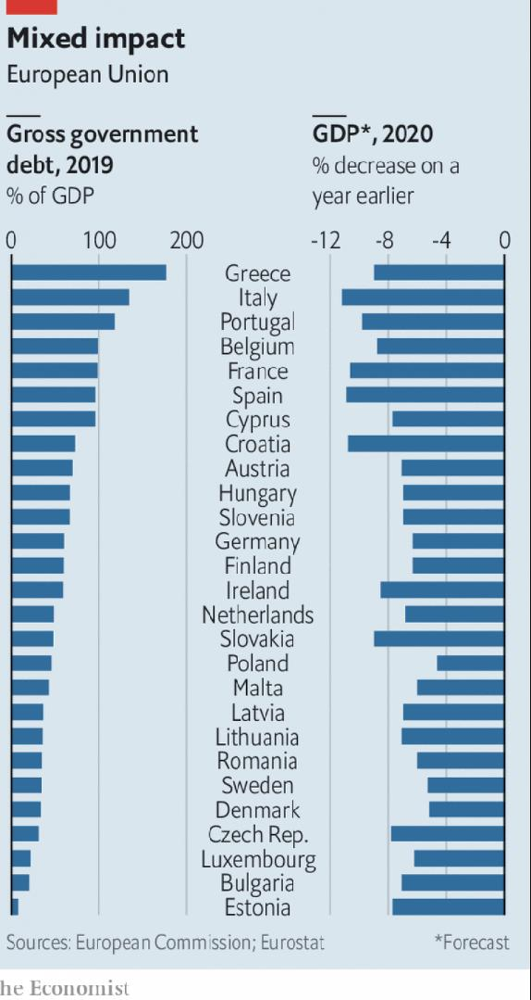 Mixed impact
European Union
Gross government
debt, 2019
% of GDP
GDP*, 2020
% decrease on a
year earlier
0 100 200
-12 -8 -4 0
Greece
Italy
Portugal
Belgium
France
Spain
Cyprus
Croatia
Austria
Hungary
Slovenia
Germany
Finland
Ireland
Netherlands
Slovakia
Poland
Malta
Latvia
Lithuania
Romania
Sweden
Denmark
Czech Rep.
Luxembourg
Bulgaria
Estonia
Sources: European Commission; Eurostat
*Forecast
he Economist